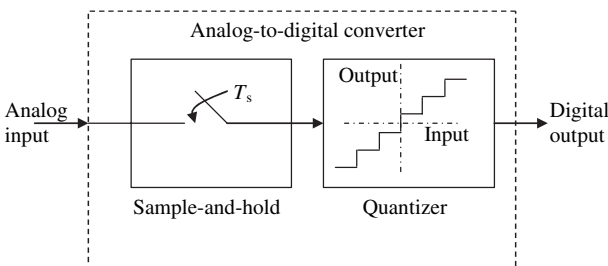 Analog-to-digital converter
Analog
input
Tₛ
Output
Input
Digital
output
Sample-and-hold
Quantizer